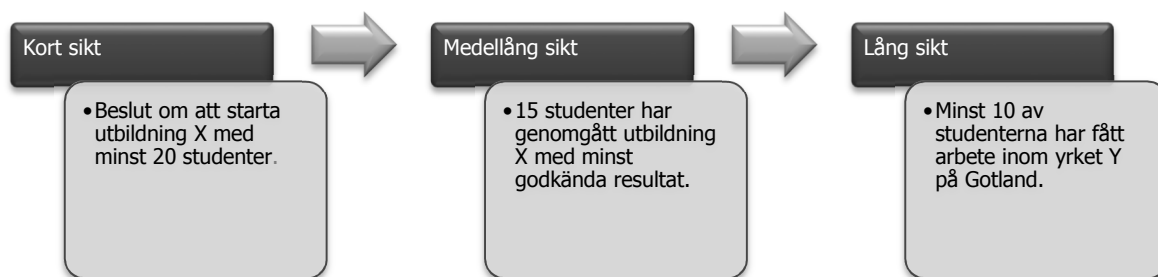 Kort sikt
•Beslut om att starta
utbildning X med
minst 20 studenter.
Medellång sikt
•15 studenter har
genomgått utbildning
X med minst
godkända resultat.
Lång sikt
•Minst 10 av
studenterna har fått
arbete inom yrket Y
på Gotland.